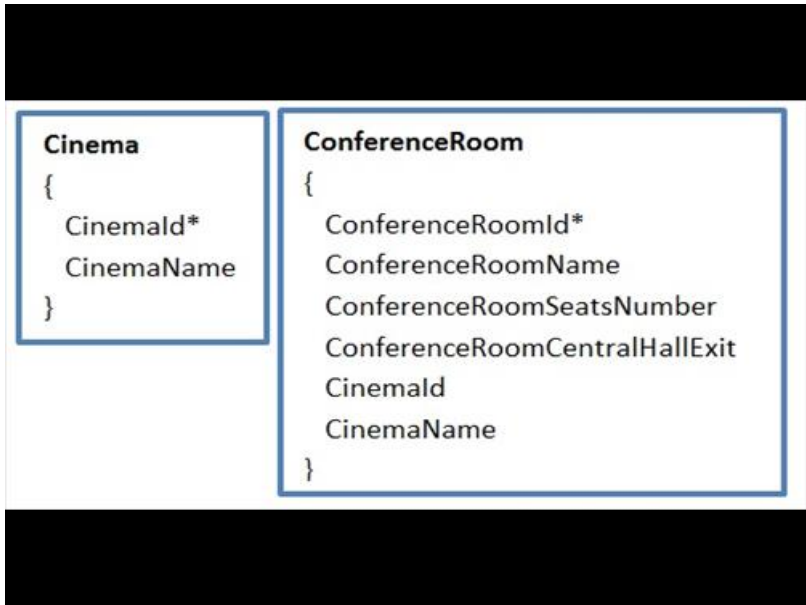 Cinema
{
CinemaId*
CinemaName
}
ConferenceRoom
{
ConferenceRoomId*
ConferenceRoomName
ConferenceRoomSeatsNumber
ConferenceRoomCentralHallExit
CinemaId
CinemaName
}